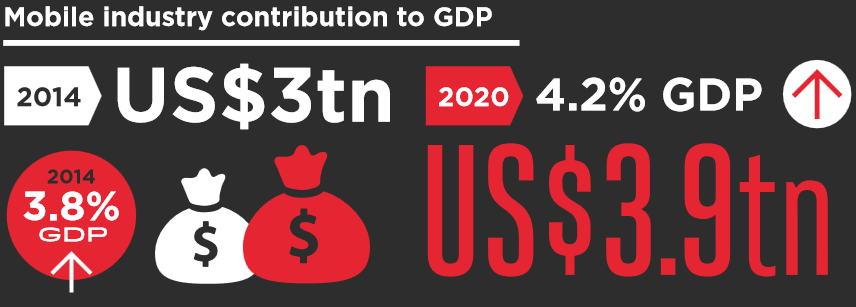 Mobile industry contribution to GDP
2014 US$3tn
2014
3.8%
GDP
$ $
2020 4.2% GDP
US$3.9tn